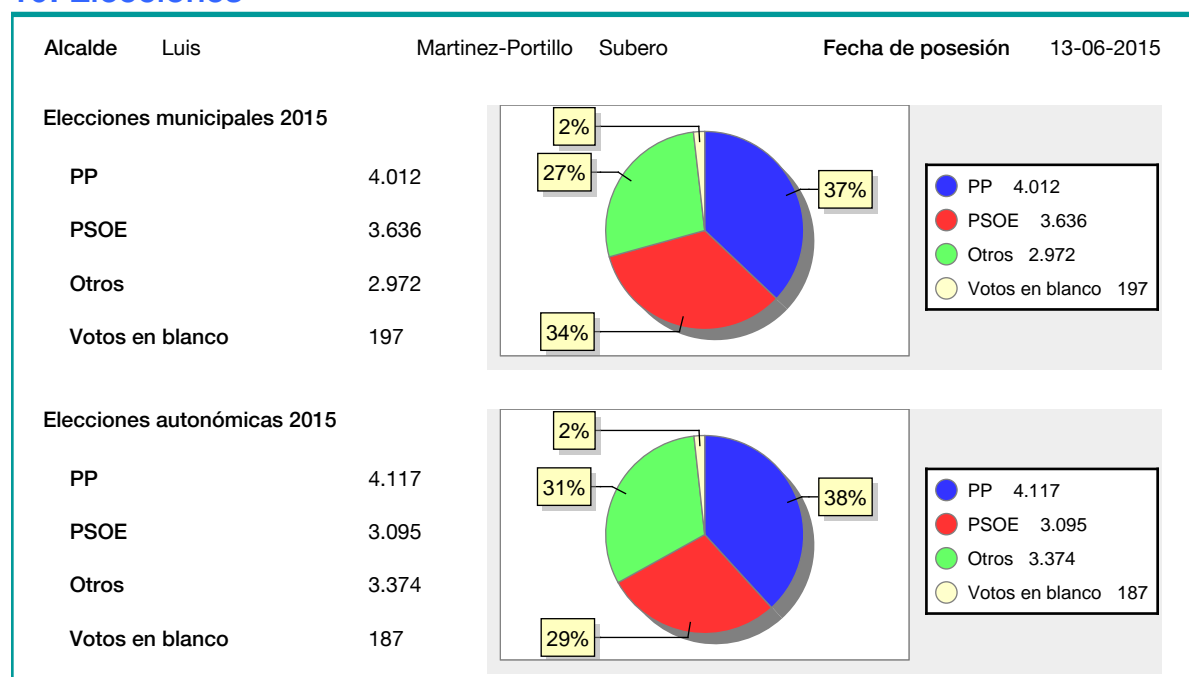 Alcalde Luis Martinez-Portillo Subero Fecha de posesión 13-06-2015
Elecciones municipales 2015
PP 4.012
PSOE 3.636
Otros 2.972
Votos en blanco 197
2%
27%
37%
34%
PP 4.012
PSOE 3.636
Otros 2.972
Votos en blanco 197
Elecciones autonómicas 2015
PP 4.117
PSOE 3.095
Otros 3.374
Votos en blanco 187
2%
31%
38%
29%
PP 4.117
PSOE 3.095
Otros 3.374
Votos en blanco 187